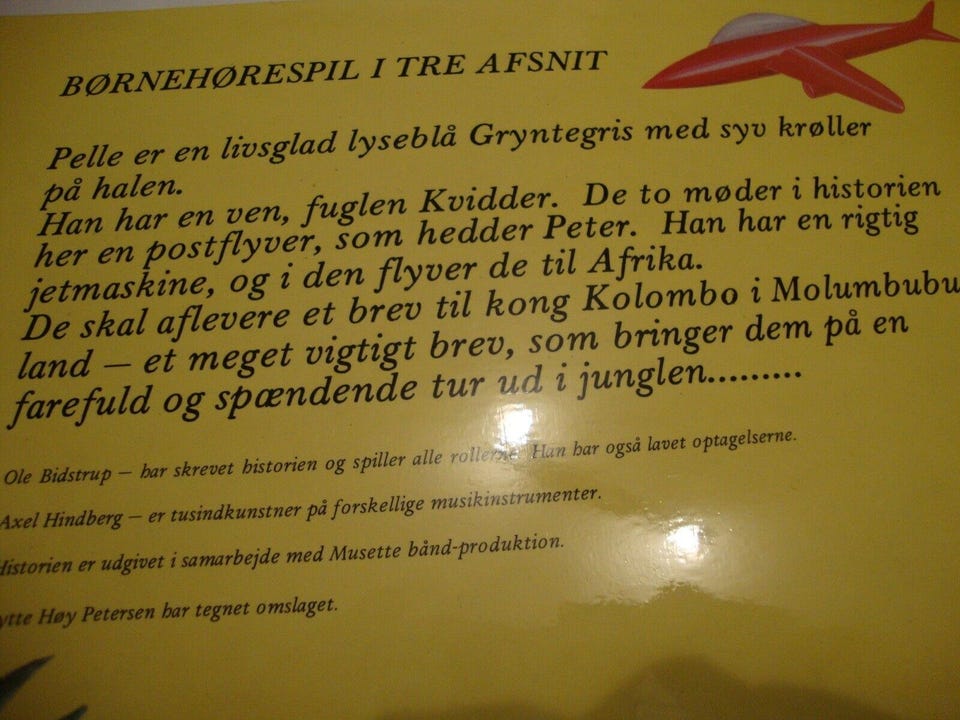 BØRNEHØRESPIL I TRE AFSNIT
Pelle er en livsglad lyseblå Gryntegris med syv krøller
på halen.
Han har en ven, fuglen Kvidder. De to møder i historien
her en postflyver, som hedder Peter. Han har en rigtig
jetmaskine, og i den flyver de til Afrika.
De skal aflevere et brev til kong Kolombo i Molumbubu
land — et meget vigtigt brev, som bringer dem på en
farefuld og spændende tur ud i junglen.........
Ole Bidstrup — har skrevet historien og spiller alle rollerne. Han har også lavet optagelserne.
Axel Hindberg — er tusindkunstner på forskellige musikinstrumenter.
Historien er udgivet i samarbejde med Musette bånd-produktion.
Høy Petersen har tegnet omslaget.